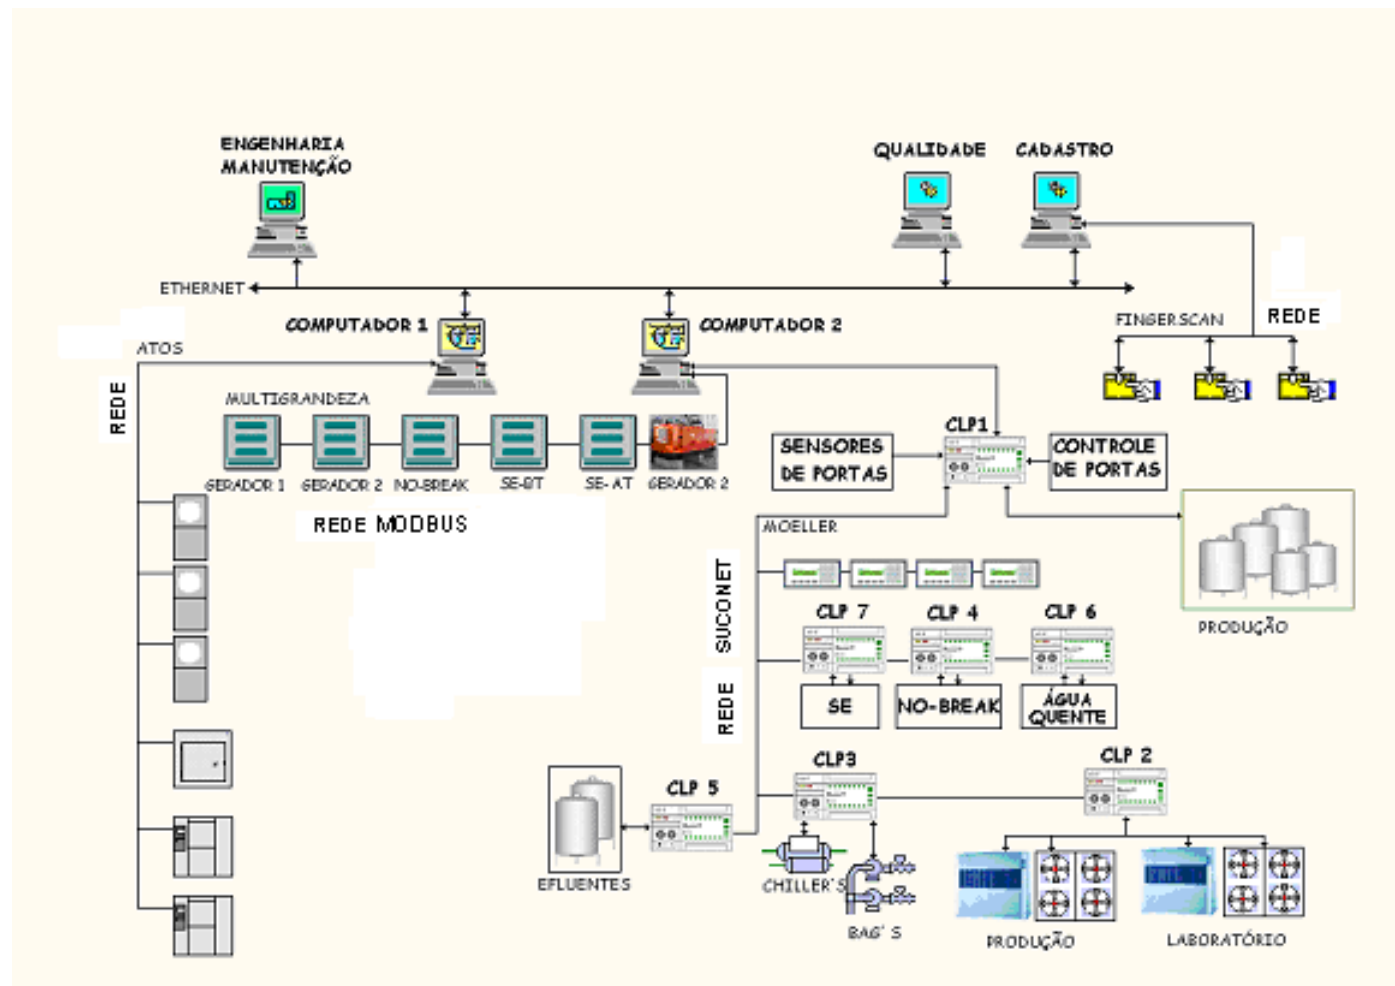 ENGENHARIA
MANUTENÇÃO
QUALIDADE
CADASTRO
ETHERNET
COMPUTADOR 1
COMPUTADOR 2
FINGERSCAN
REDE
ATOS
REDE
MULTIGRANDEZA
GERADOR 1
GERADOR 2
NO-BREAK
SE-BT
SE- AT
GERADOR 2
REDE MODBUS
CLP1
SENSORES
DE PORTAS
CONTROLE
DE PORTAS
MOELLER
REDE SUCONET
PRODUÇÃO
CLP 7
CLP 4
CLP 6
SE
NO-BREAK
ÁGUA
QUENTE
CLP 5
CLP3
CLP 2
EFLUENTES
CHILLER'S
BAG' S
PRODUÇÃO
LABORATÓRIO